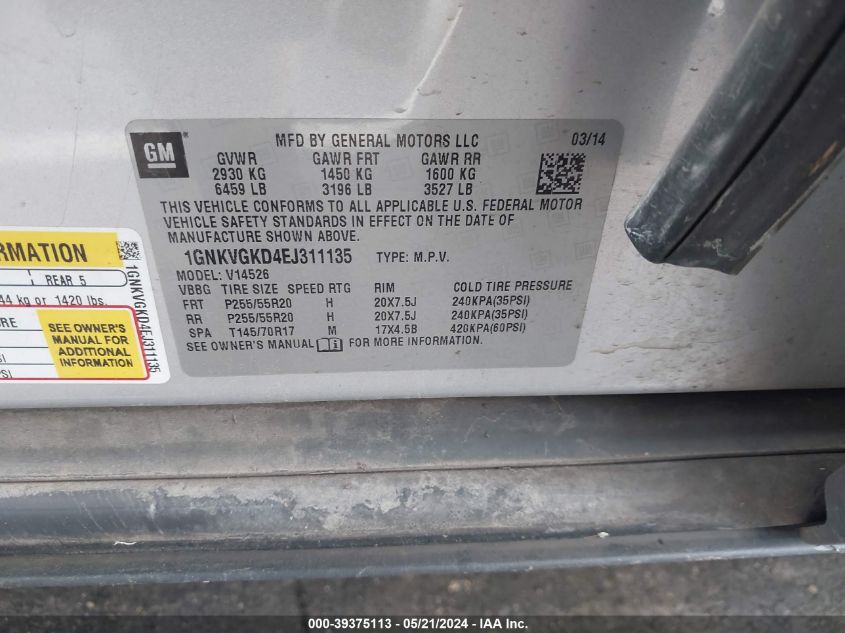 GM
MFD BY GENERAL MOTORS LLC 03/14
GVWR GAWR FRT GAWR RR
2930 KG 1450 KG 1600 KG
6459 LB 3196 LB 3527 LB
THIS VEHICLE CONFORMS TO ALL APPLICABLE U.S. FEDERAL MOTOR
VEHICLE SAFETY STANDARDS IN EFFECT ON THE DATE OF
MANUFACTURE SHOWN ABOVE.
1GNKVGKD4EJ311135 TYPE: M.P.V.
MODEL: V14526
VBBG TIRE SIZE SPEED RTG RIM COLD TIRE PRESSURE
FRT P255/55R20 H 20X7.5J 240KPA(35PSI)
RR P255/55R20 H 20X7.5J 240KPA(35PSI)
SPA T145/70R17 M 17X4.5B 420KPA(60PSI)
SEE OWNER'S MANUAL FOR MORE INFORMATION.
RMATION
REAR 5
44 kg or 1420 lbs.
URE
SEE OWNER'S
MANUAL FOR
ADDITIONAL
INFORMATION
SI
PSI
1GNKVGKD4EJ311135
000-39375113 - 05/21/2024 - IAA Inc.